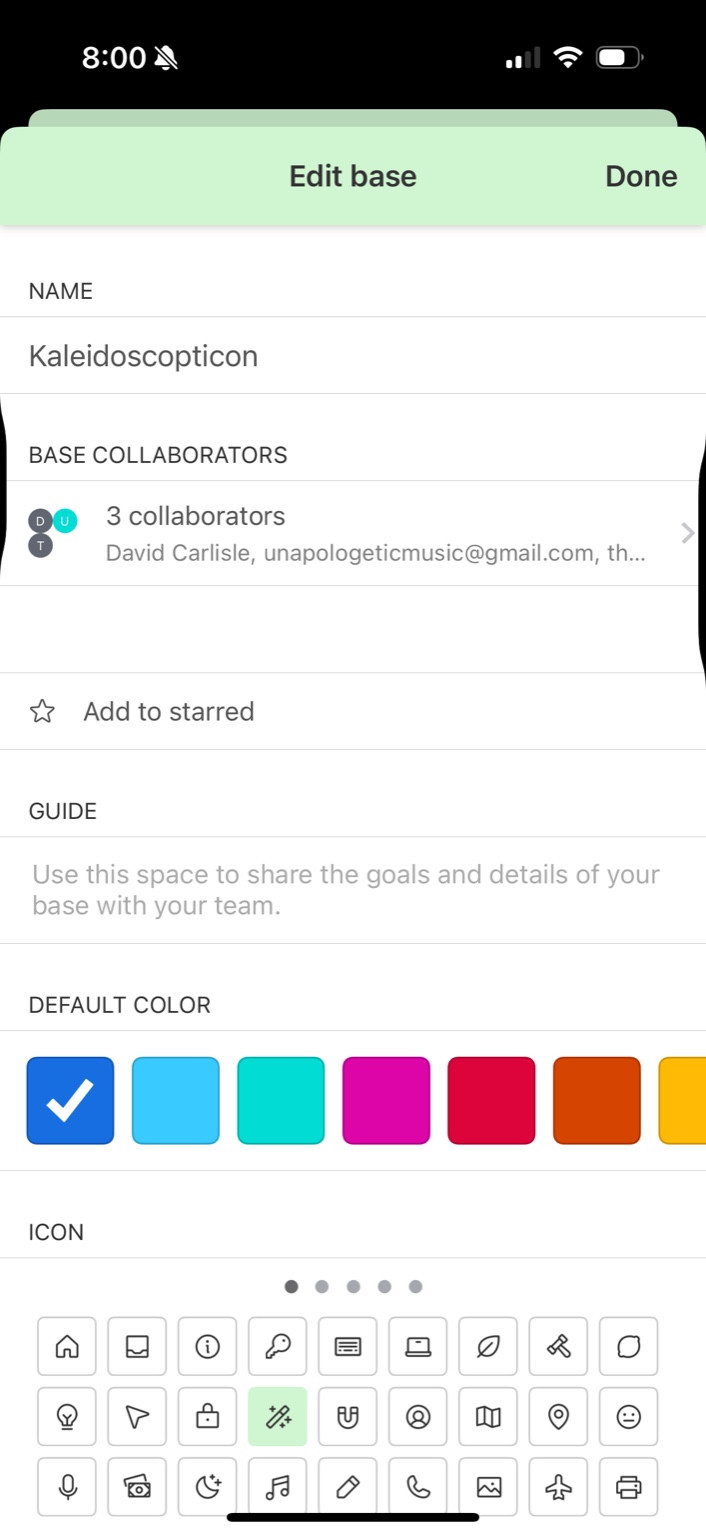 8:00
Edit base
Done
NAME
Kaleidoscopticon
BASE COLLABORATORS
D U
T
3 collaborators
David Carlisle, unapologeticmusic@gmail.com, th...
Add to starred
GUIDE
Use this space to share the goals and details of your
base with your team.
DEFAULT COLOR
ICON